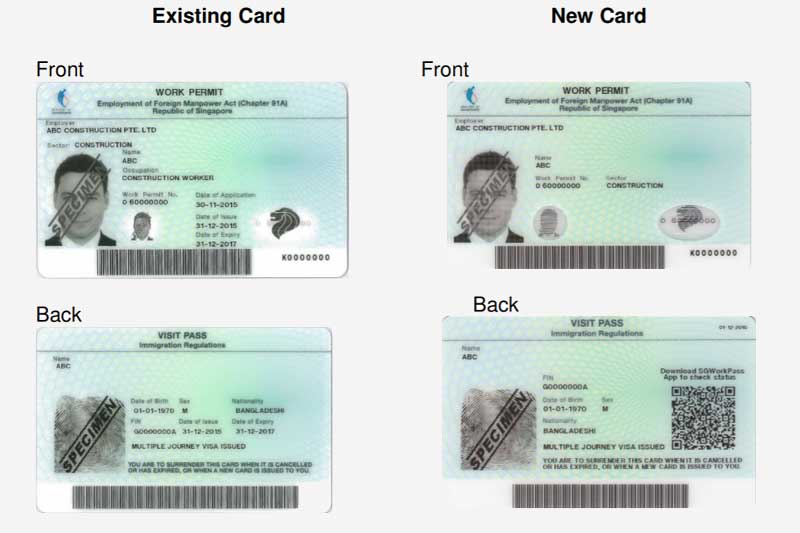 Existing Card
New Card
Front
WORK PERMIT
Employment of Foreign Manpower Act (Chapter 91A)
Republic of Singapore
Employer
ABC CONSTRUCTION PTE. LTD
Sector: CONSTRUCTION
Name
ABC
Occupation
CONSTRUCTION WORKER
Work Permit No.
0 60000000
Date of Application
30-11-2015
Date of Issue
31-12-2015
Date of Expiry
31-12-2017
SPECIMEN
K0000000
Front
WORK PERMIT
Employment of Foreign Manpower Act (Chapter 91A)
Republic of Singapore
Employer
ABC CONSTRUCTION PTE. LTD
Name
ABC
Work Permit No.
0 60000000
Sector
CONSTRUCTION
SPECIMEN
K0000000
Back
VISIT PASS
Immigration Regulations
Name
ABC
Date of Birth Sex Nationality
01-01-1970 M BANGLADESHI
FIN Date of Issue Date of Expiry
G0000000A 31-12-2015 31-12-2017
SPECIMEN
MULTIPLE JOURNEY VISA ISSUED
YOU ARE TO SURRENDER THIS CARD WHEN IT IS CANCELLED
OR HAS EXPIRED, OR WHEN A NEW CARD IS ISSUED TO YOU.
Back
VISIT PASS
Immigration Regulations
Name
ABC
Download SGWorkPass
App to check status
FIN
G0000000A
Date of Birth Sex
01-01-1970 M
Nationality
BANGLADESHI
SPECIMEN
MULTIPLE JOURNEY VISA ISSUED
YOU ARE TO SURRENDER THIS CARD WHEN IT IS CANCELLED
OR HAS EXPIRED, OR WHEN A NEW CARD IS ISSUED TO YOU.